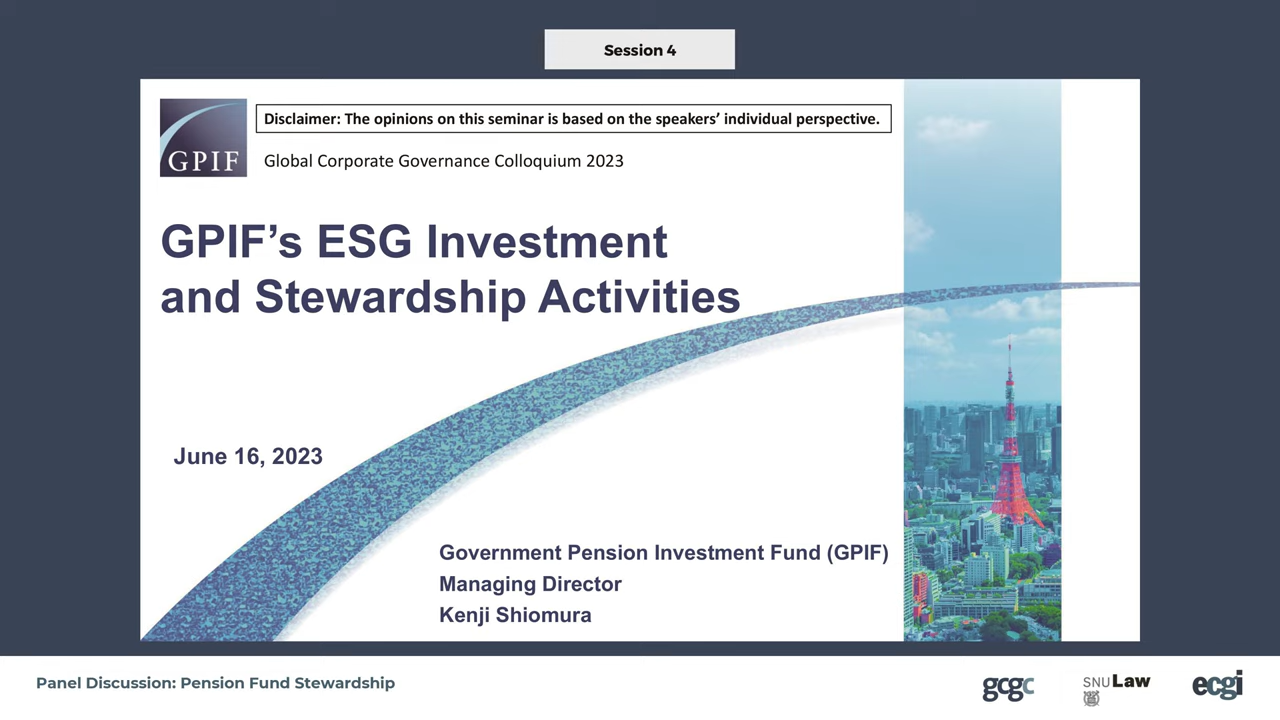 Session 4
Disclaimer: The opinions on this seminar is based on the speakers’ individual perspective.
GPIF
Global Corporate Governance Colloquium 2023
GPIF’s ESG Investment
and Stewardship Activities
June 16, 2023
Government Pension Investment Fund (GPIF)
Managing Director
Kenji Shiomura
Panel Discussion: Pension Fund Stewardship
gcgc
SNU Law
ecgi